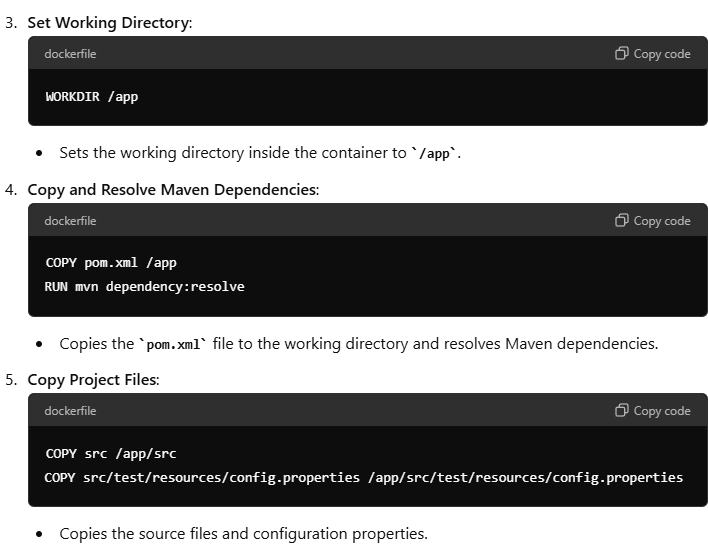 3. Set Working Directory:
dockerfile Copy code
WORKDIR /app
• Sets the working directory inside the container to `/app`.
4. Copy and Resolve Maven Dependencies:
dockerfile Copy code
COPY pom.xml /app
RUN mvn dependency:resolve
• Copies the `pom.xml` file to the working directory and resolves Maven dependencies.
5. Copy Project Files:
dockerfile Copy code
COPY src /app/src
COPY src/test/resources/config.properties /app/src/test/resources/config.properties
• Copies the source files and configuration properties.